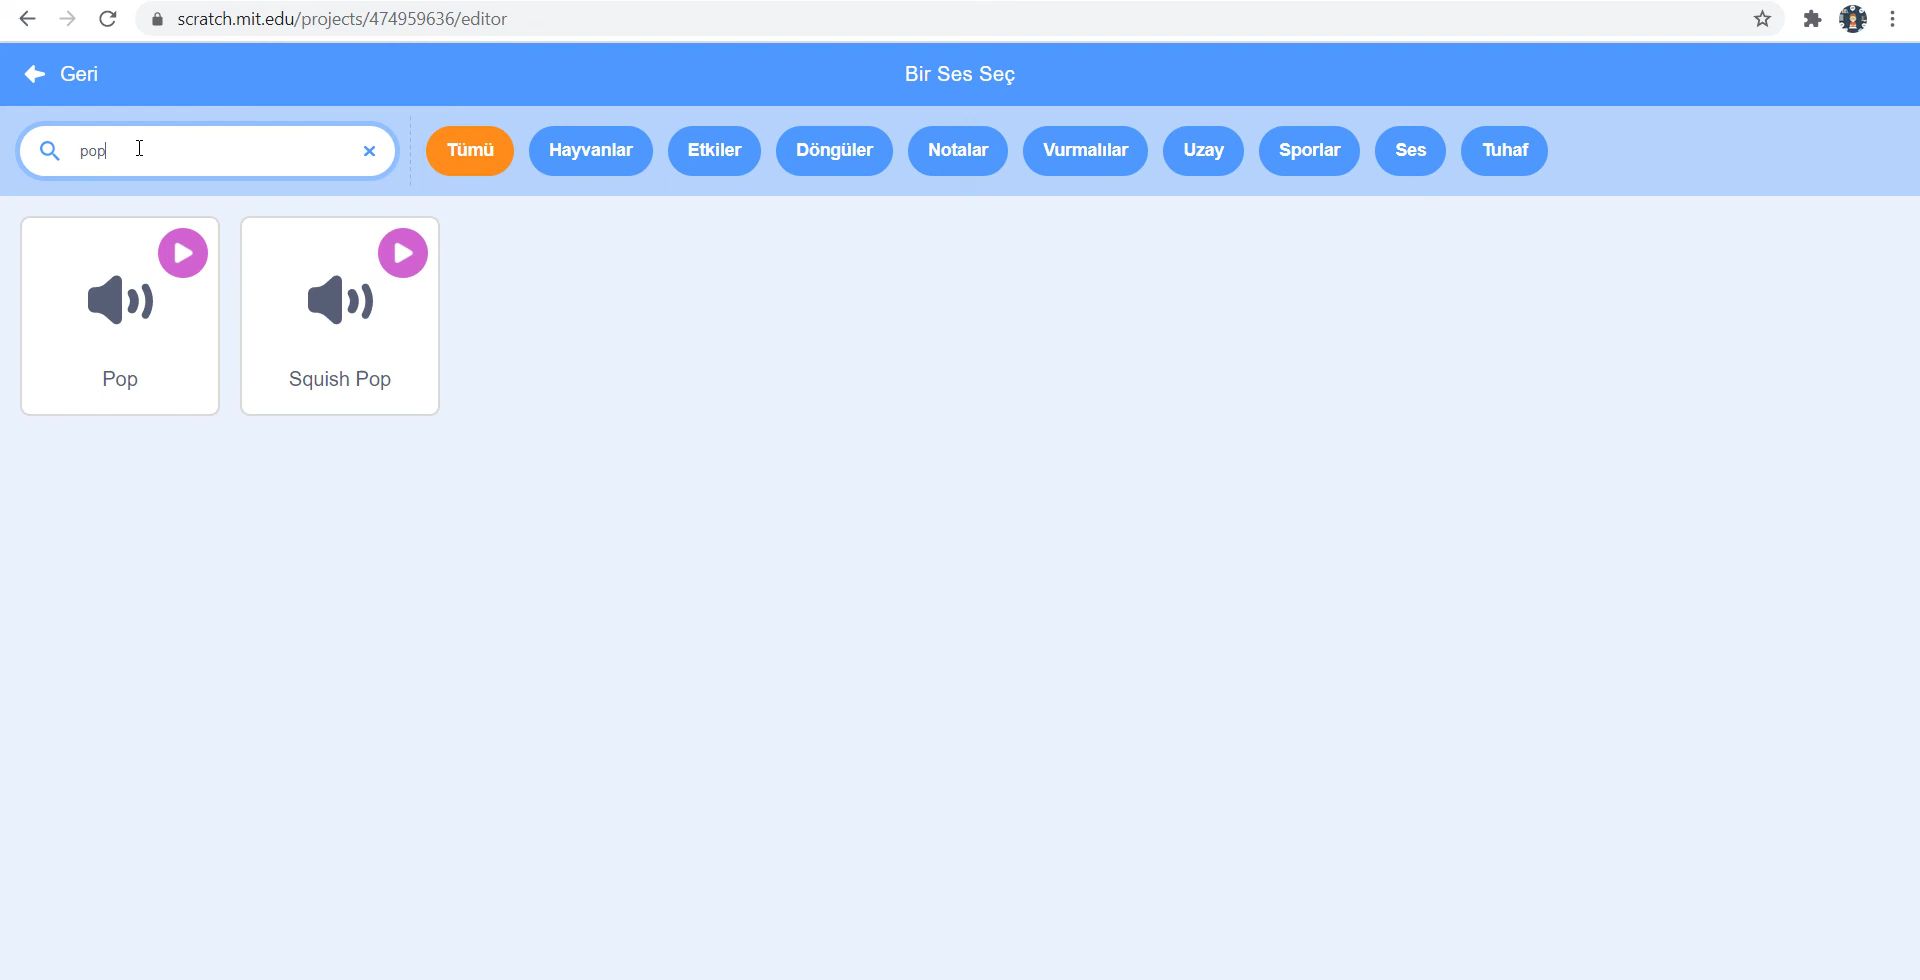 scratch.mit.edu/projects/474959636/editor
Geri
Bir Ses Seç
pop
Tümü
Hayvanlar
Etkiler
Döngüler
Notalar
Vurmalılar
Uzay
Sporlar
Ses
Tuhaf
Pop
Squish Pop